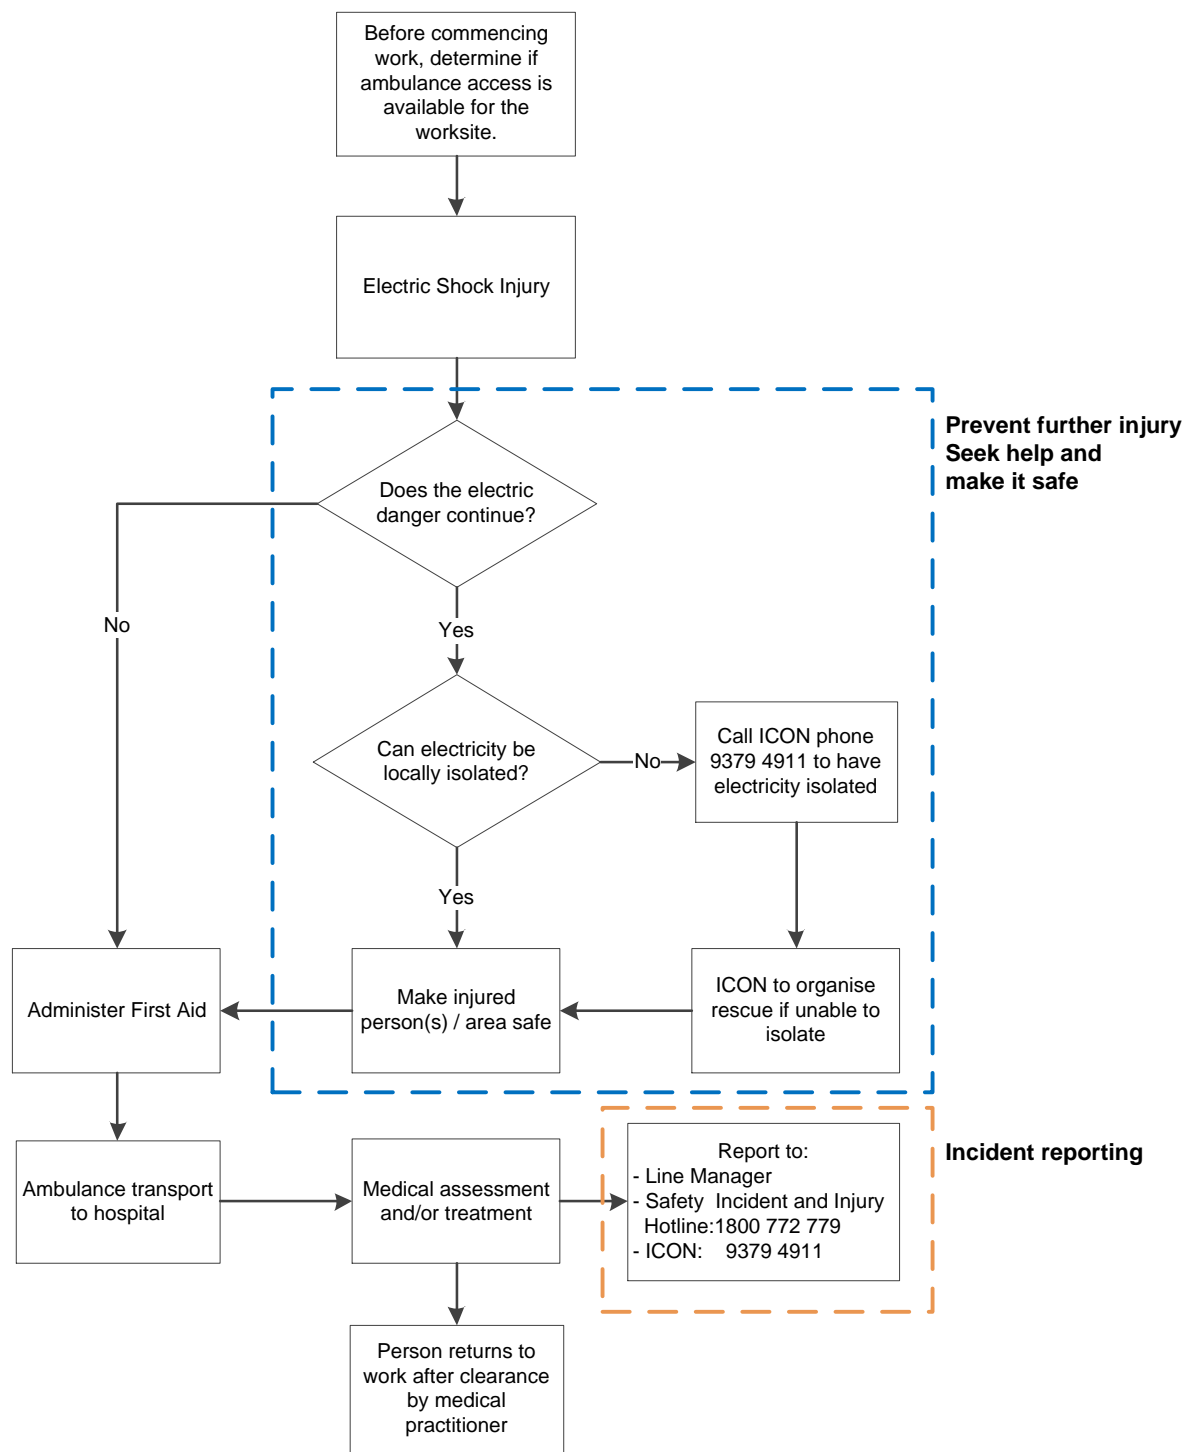 Before commencing
work, determine if
ambulance access is
available for the
worksite.
Electric Shock Injury
Prevent further injury
Seek help and
make it safe
Does the electric
danger continue?
No
Yes
Can electricity be
locally isolated?
No
Call ICON phone
9379 4911 to have
electricity isolated
Yes
Administer First Aid
Make injured
person(s) / area safe
ICON to organise
rescue if unable to
isolate
Ambulance transport
to hospital
Medical assessment
and/or treatment
Report to:
- Line Manager
- Safety Incident and Injury
Hotline:1800 772 779
- ICON: 9379 4911
Incident reporting
Person returns to
work after clearance
by medical
practitioner